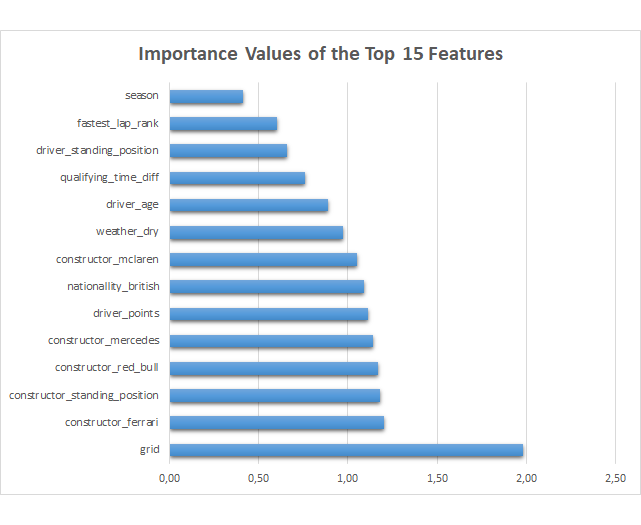 Importance Values of the Top 15 Features
season
fastest_lap_rank
driver_standing_position
qualifying_time_diff
driver_age
weather_dry
constructor_mclaren
nationallity_british
driver_points
constructor_mercedes
constructor_red_bull
constructor_standing_position
constructor_ferrari
grid
0,00 0,50 1,00 1,50 2,00 2,50